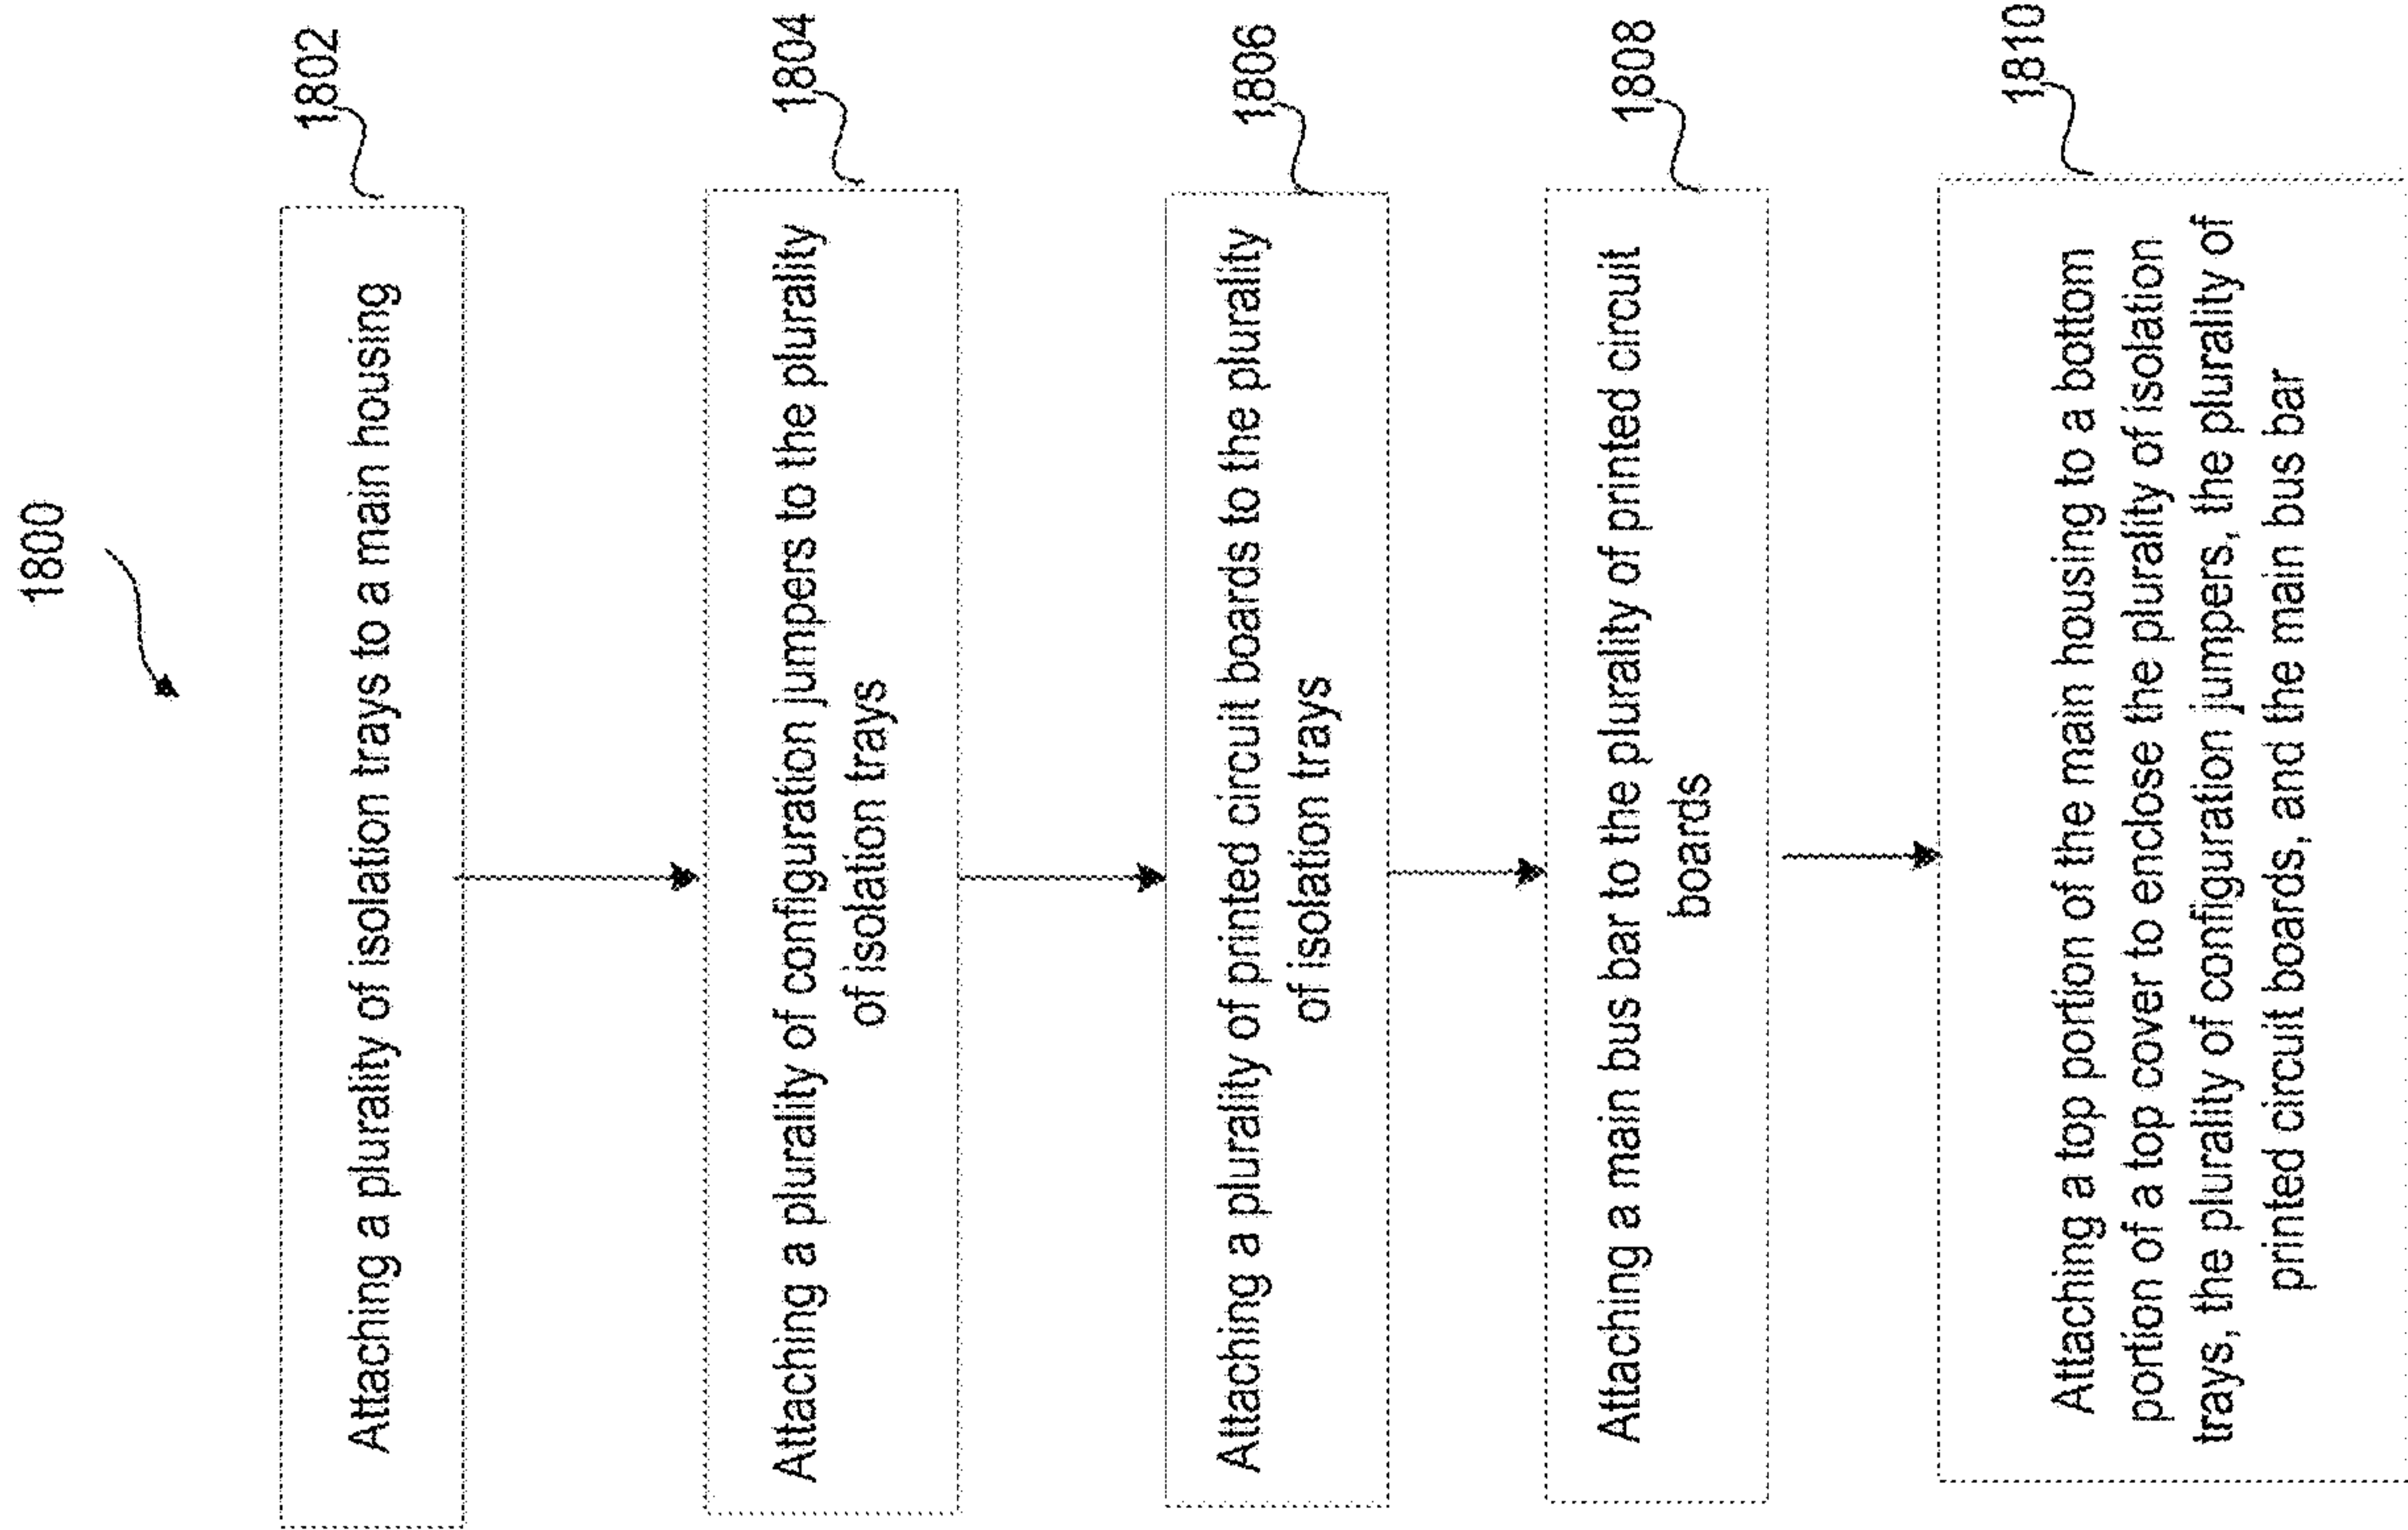 1800
1802
Attaching a plurality of isolation trays to a main housing
1804
Attaching a plurality of configuration jumpers to the plurality
of isolation trays
1806
Attaching a plurality of printed circuit boards to the plurality
of isolation trays
1808
Attaching a main bus bar to the plurality of printed circuit
boards
1810
Attaching a top portion of the main housing to a bottom
portion of a top cover to enclose the plurality of isolation
trays, the plurality of configuration jumpers, the plurality of
printed circuit boards, and the main bus bar